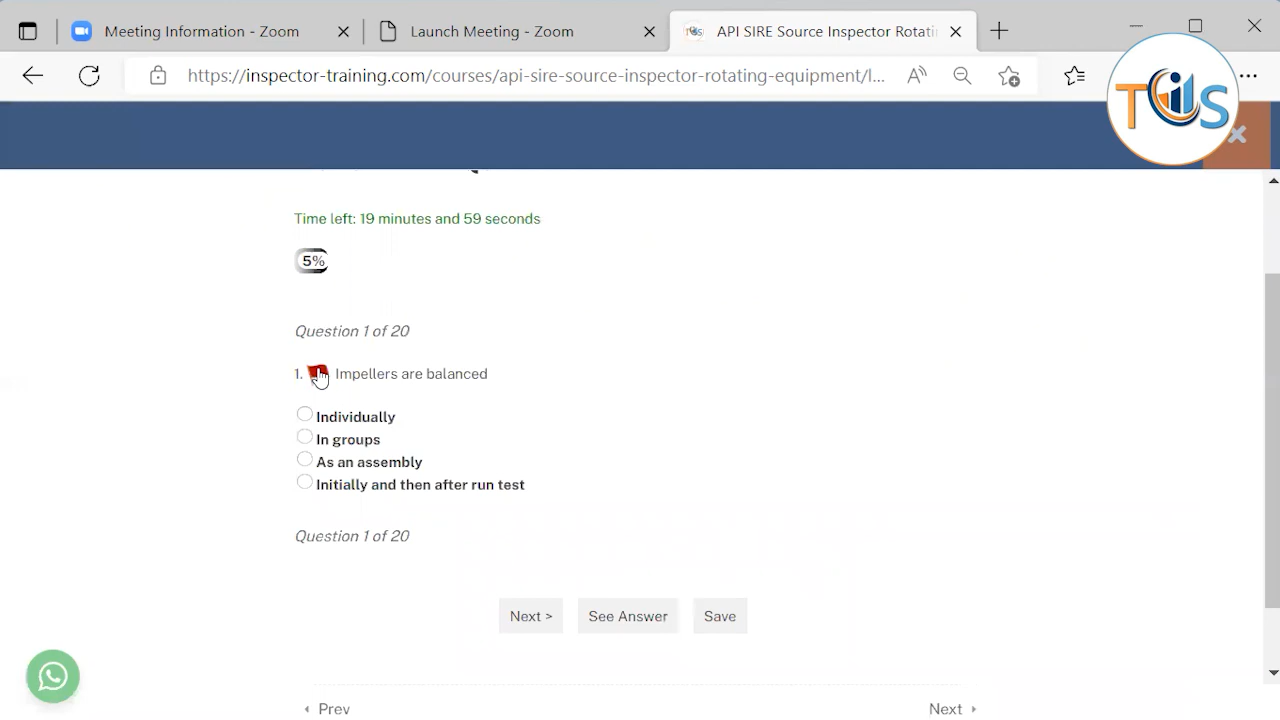 Meeting Information - Zoom
Launch Meeting - Zoom
API SIRE Source Inspector Rotati
https://inspector-training.com/courses/api-sire-source-inspector-rotating-equipment/l...
TIS
Time left: 19 minutes and 59 seconds
5%
Question 1 of 20
1. Impellers are balanced
Individually
In groups
As an assembly
Initially and then after run test
Question 1 of 20
Next > See Answer Save
Prev Next